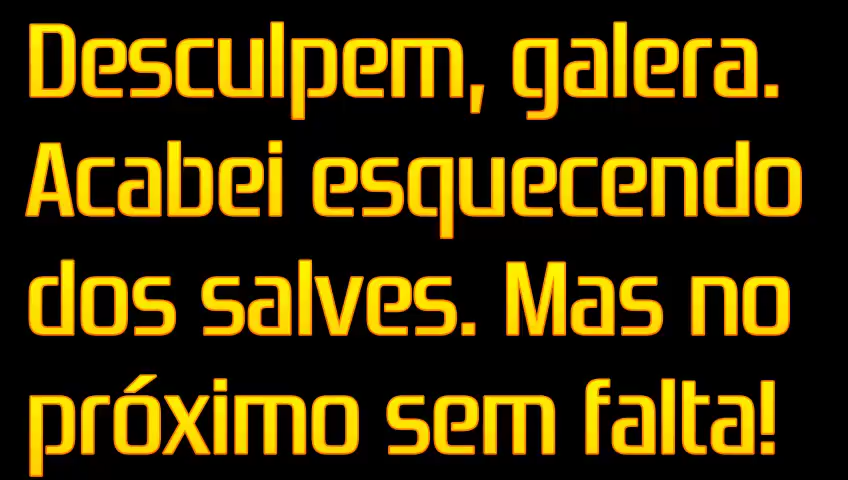 Desculpem, galera.
Acabei esquecendo
dos salves. Mas no
próximo sem falta!